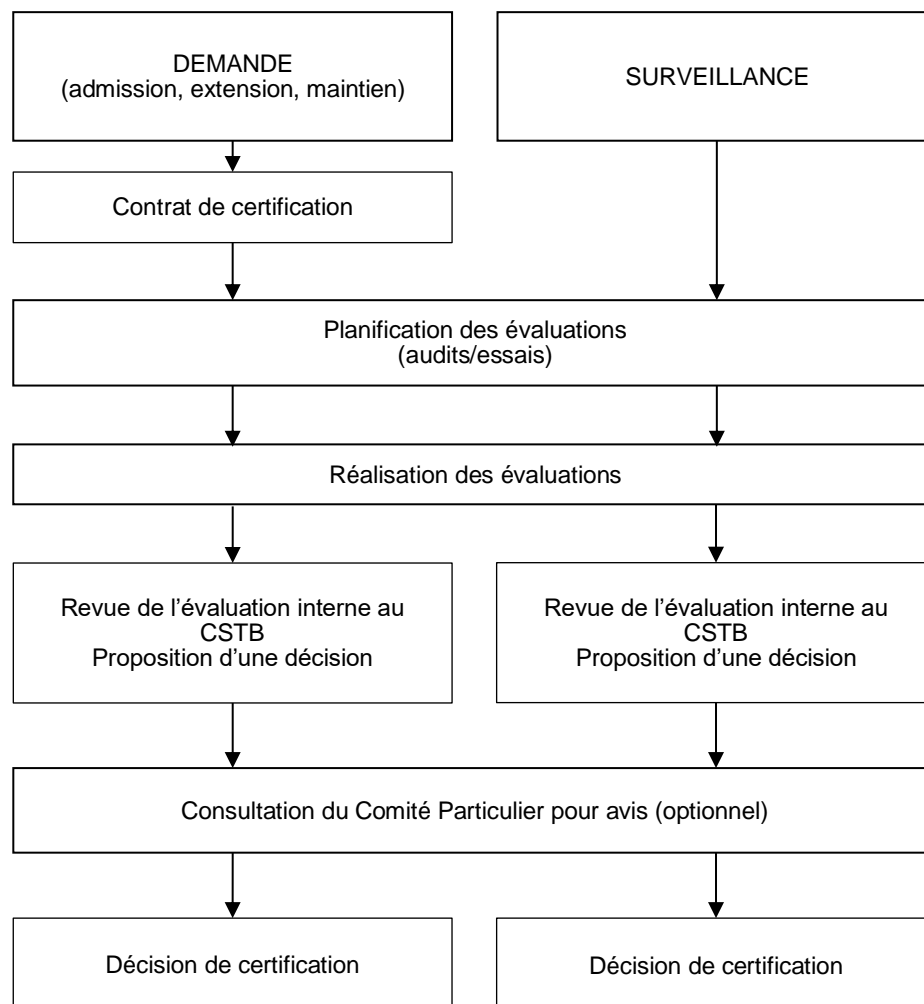 DEMANDE
(admission, extension, maintien)
SURVEILLANCE
Contrat de certification
Planification des évaluations
(audits/essais)
Réalisation des évaluations
Revue de l’évaluation interne au
CSTB
Proposition d’une décision
Revue de l’évaluation interne au
CSTB
Proposition d’une décision
Consultation du Comité Particulier pour avis (optionnel)
Décision de certification
Décision de certification